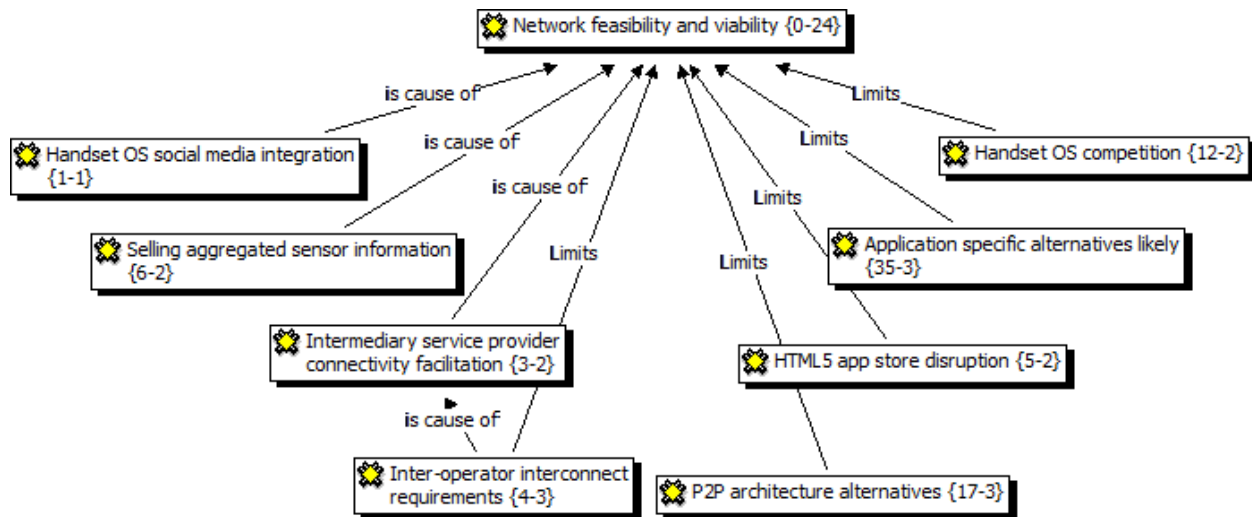 Network feasibility and viability {0-24}
is cause of
Limits
is cause of
Limits
Handset OS social media integration
{1-1}
Handset OS competition {12-2}
is cause of
Limits
Selling aggregated sensor information
{6-2}
Limits
Limits
Application specific alternatives likely
{35-3}
Intermediary service provider
connectivity facilitation {3-2}
HTML5 app store disruption {5-2}
is cause of
Inter-operator interconnect
requirements {4-3}
P2P architecture alternatives {17-3}